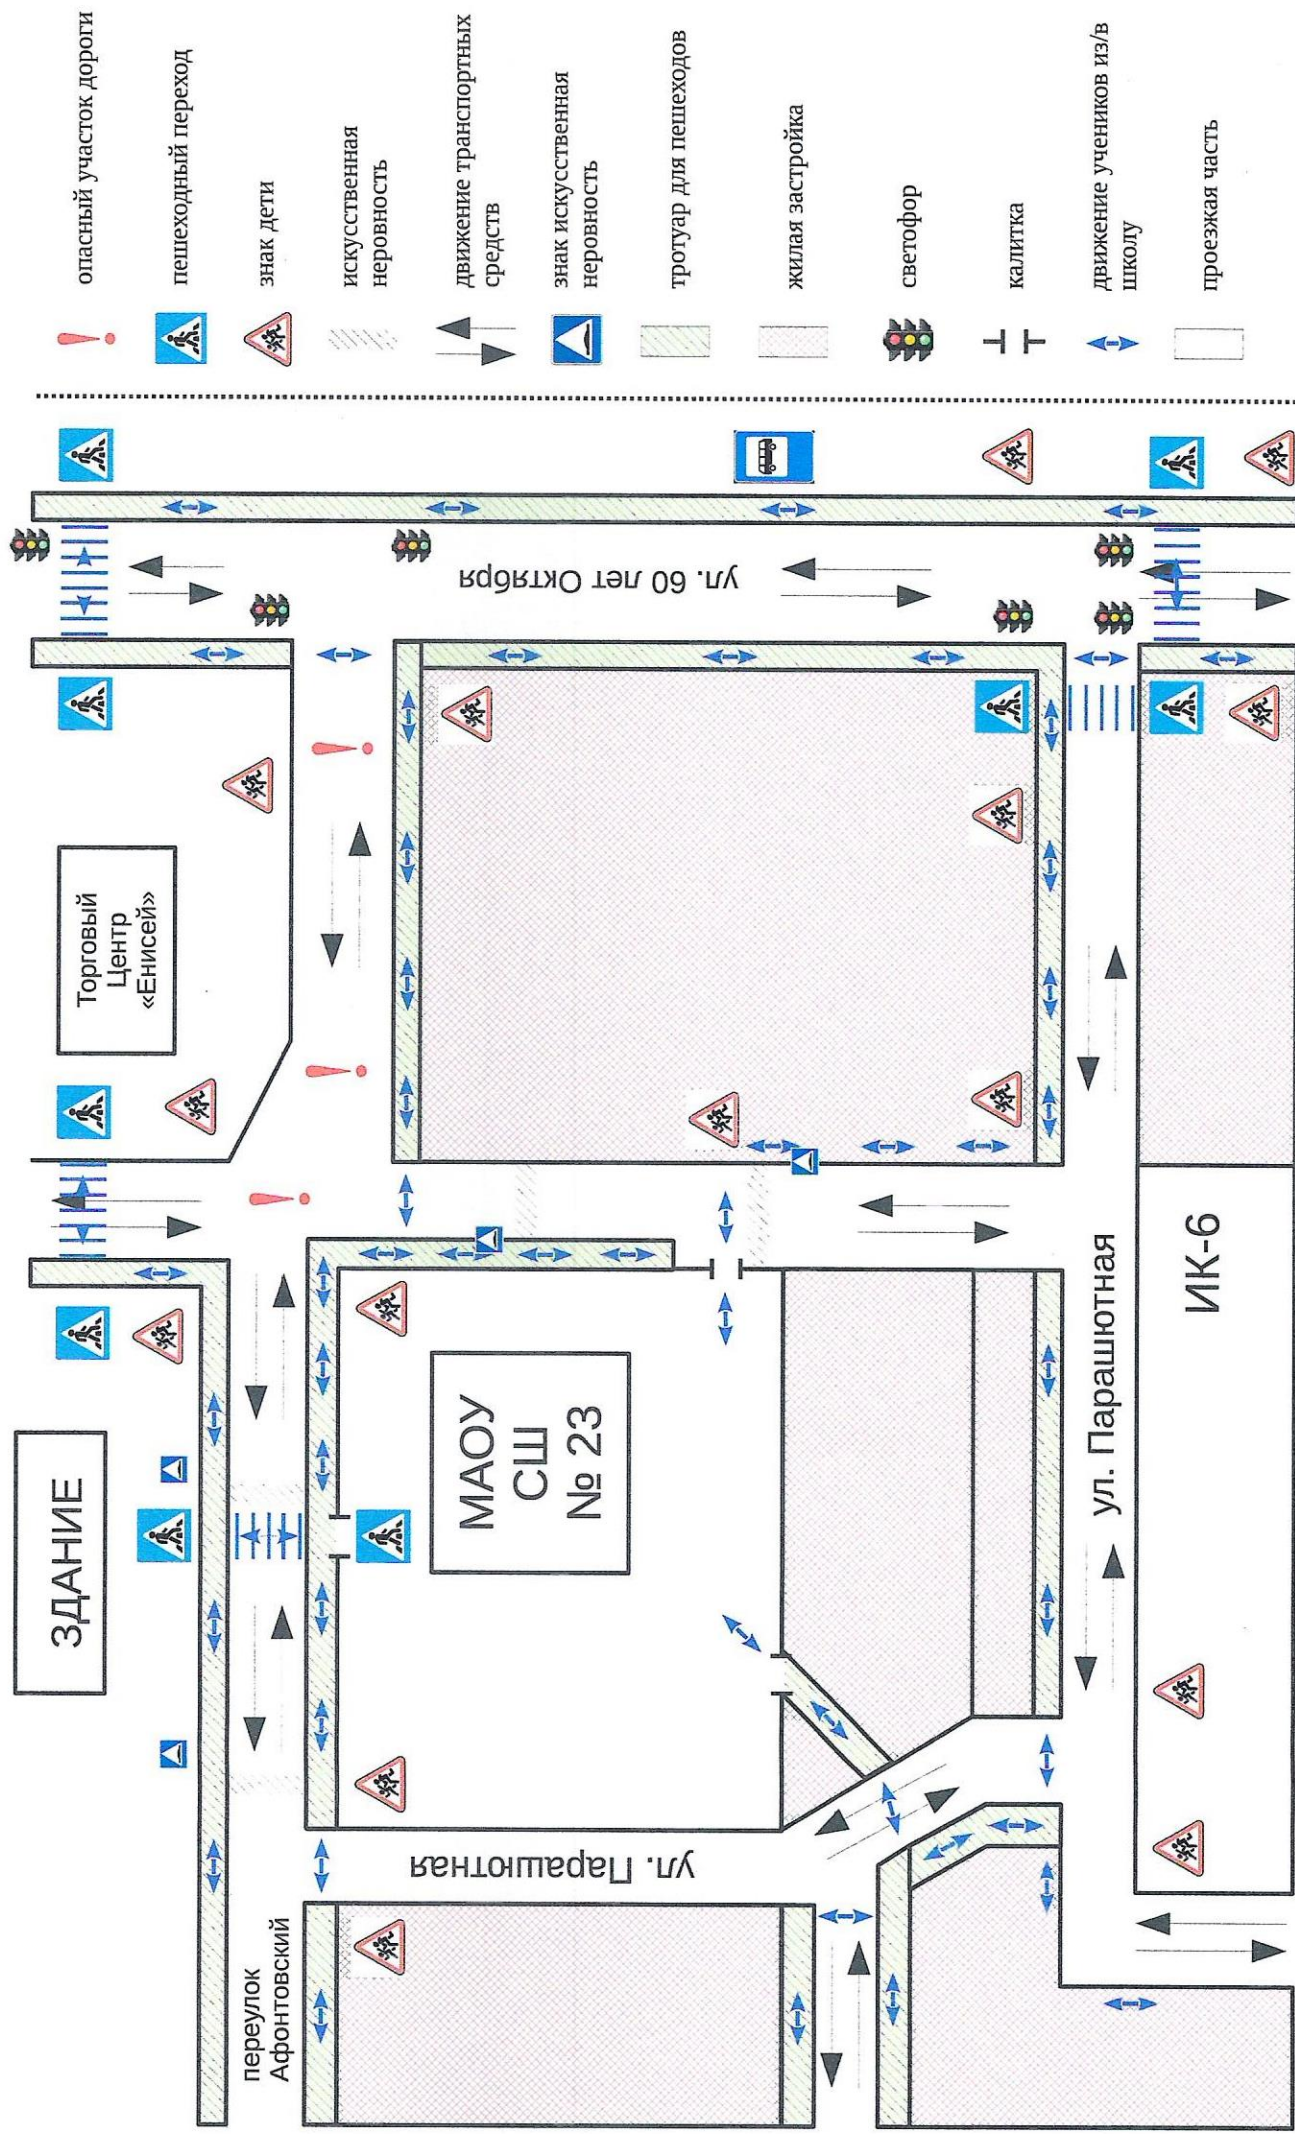 ЗДАНИЕ
Торговый
Центр
«Енисей»
переулок
Афонтовский
МАОУ
СШ
№ 23
ул. Парашютная
ул. 60 лет Октября
ул. Парашютная
ИК-6
опасный участок дороги
пешеходный переход
знак дети
искусственная
неровность
движение транспортных
средств
знак искусственная
неровность
тротуар для пешеходов
жилая застройка
светофор
калитка
движение учеников из/в
школу
проезжая часть